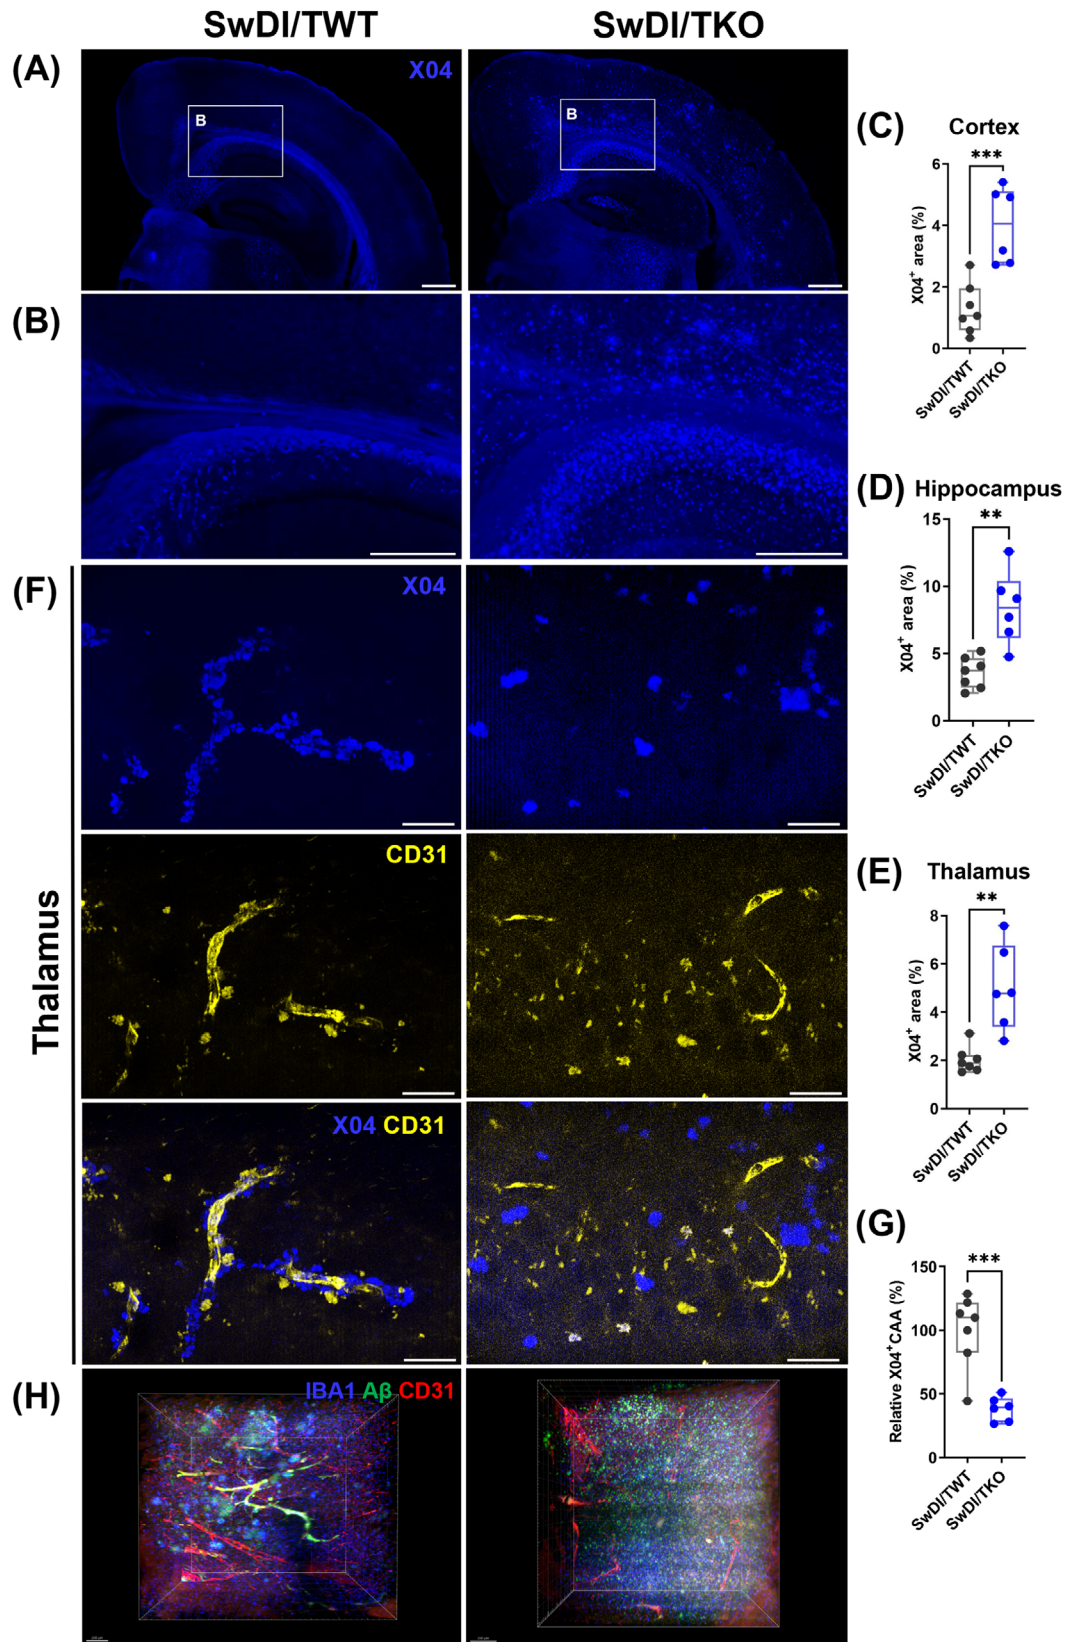 SwDI/TWT
SwDI/TKO
(A)
X04
B
B
(B)
(C)
Cortex
***
6
4
2
0
X04⁺ area (%)
SwDI/TWT
SwDI/TKO
(D)
Hippocampus
**
15
10
5
0
X04⁺ area (%)
SwDI/TWT
SwDI/TKO
(E)
Thalamus
**
8
6
4
2
0
X04⁺ area (%)
SwDI/TWT
SwDI/TKO
(F)
Thalamus
X04
CD31
X04 CD31
(G)
***
150
100
50
0
Relative X04⁺CAA (%)
SwDI/TWT
SwDI/TKO
(H)
IBA1 Aβ CD31